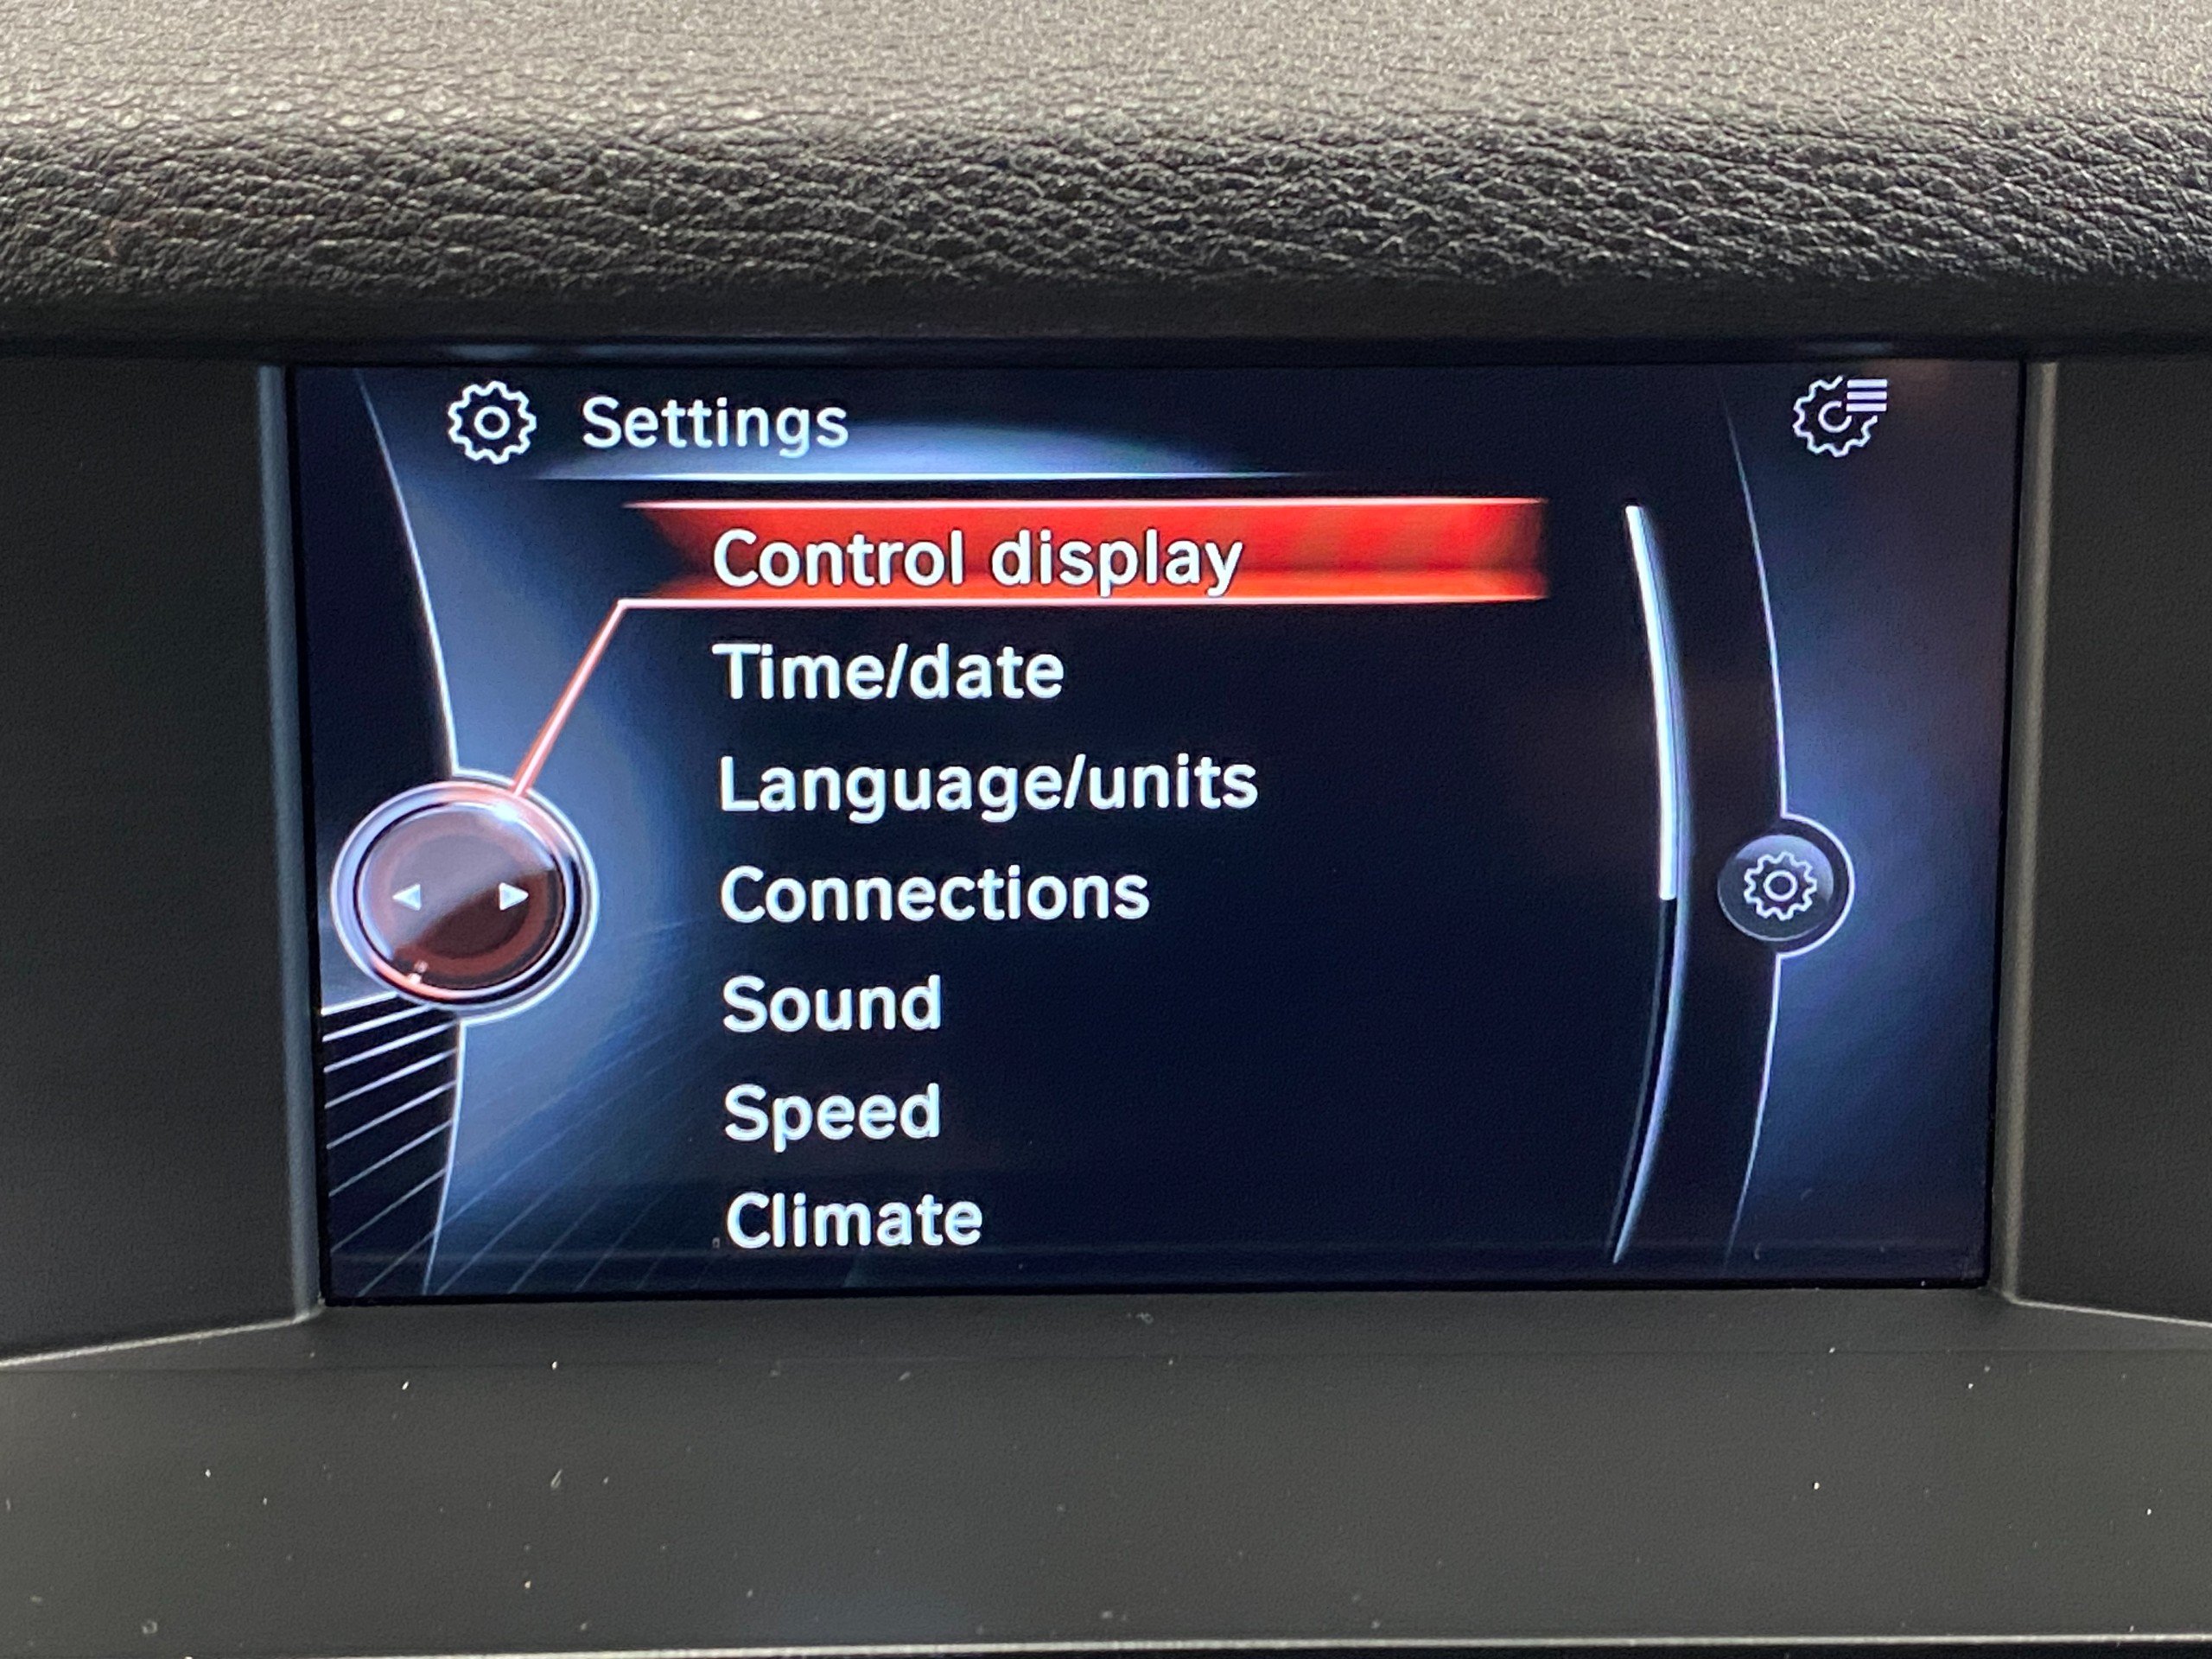 Settings
Control display
Time/date
Language/units
Connections
Sound
Speed
Climate